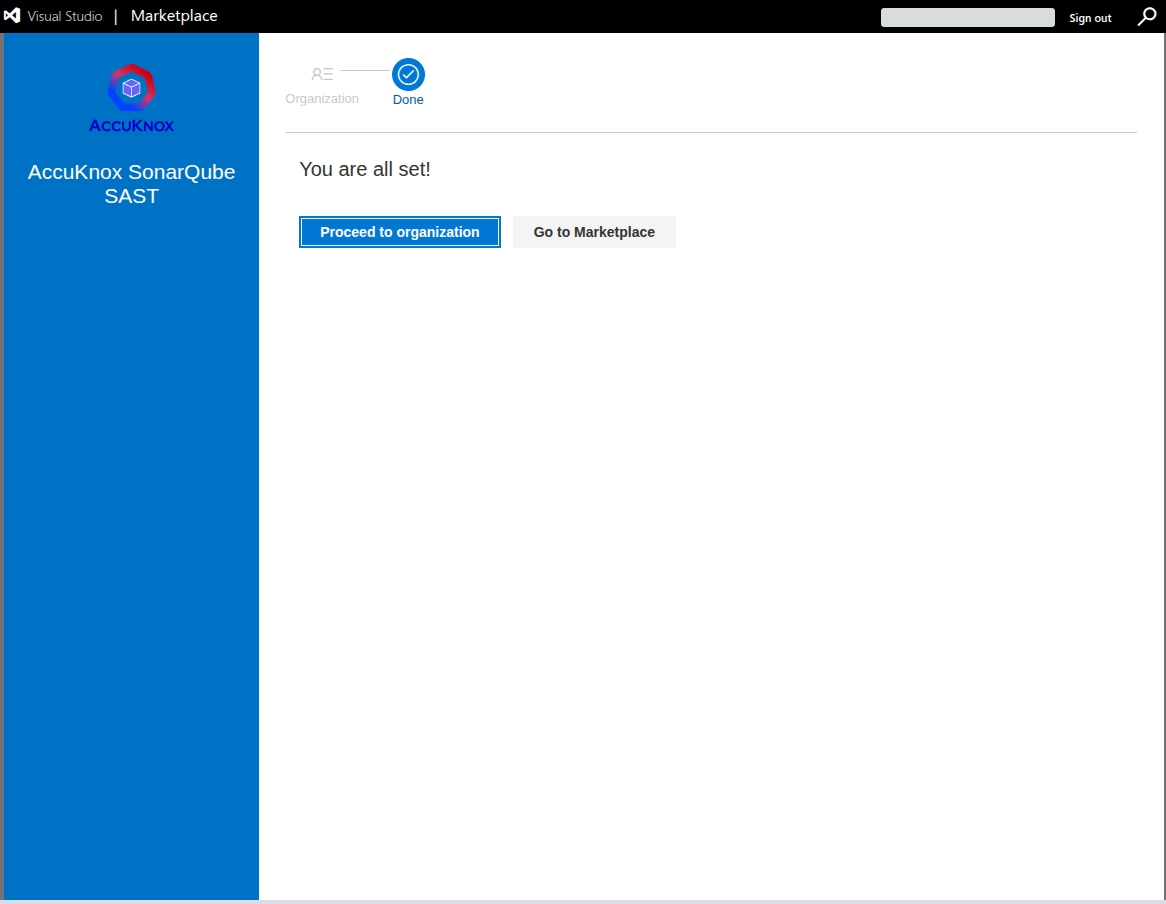 Visual Studio | Marketplace
Sign out
ACCUKNOX
AccuKnox SonarQube
SAST
Organization
Done
You are all set!
Proceed to organization
Go to Marketplace